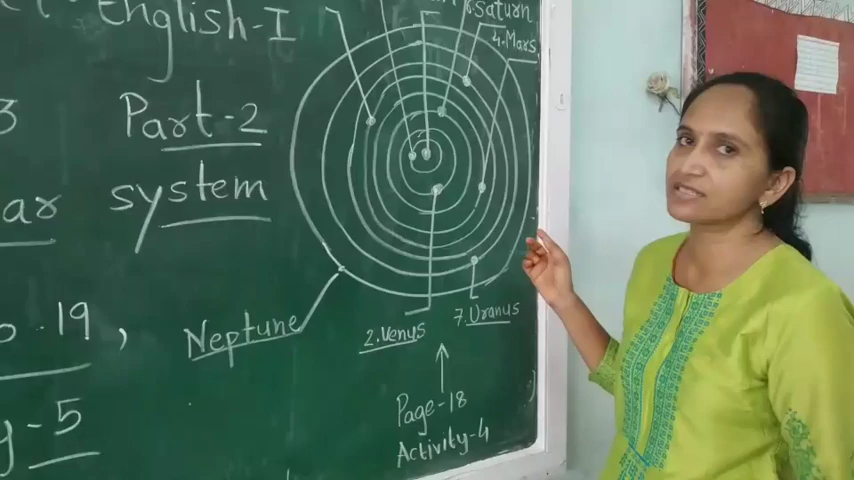 English-I
Saturn
4.Mars
3
Part-2
ar system
Neptune
2.Venus
7.Uranus
19,
Page-18
y-5
Activity-4